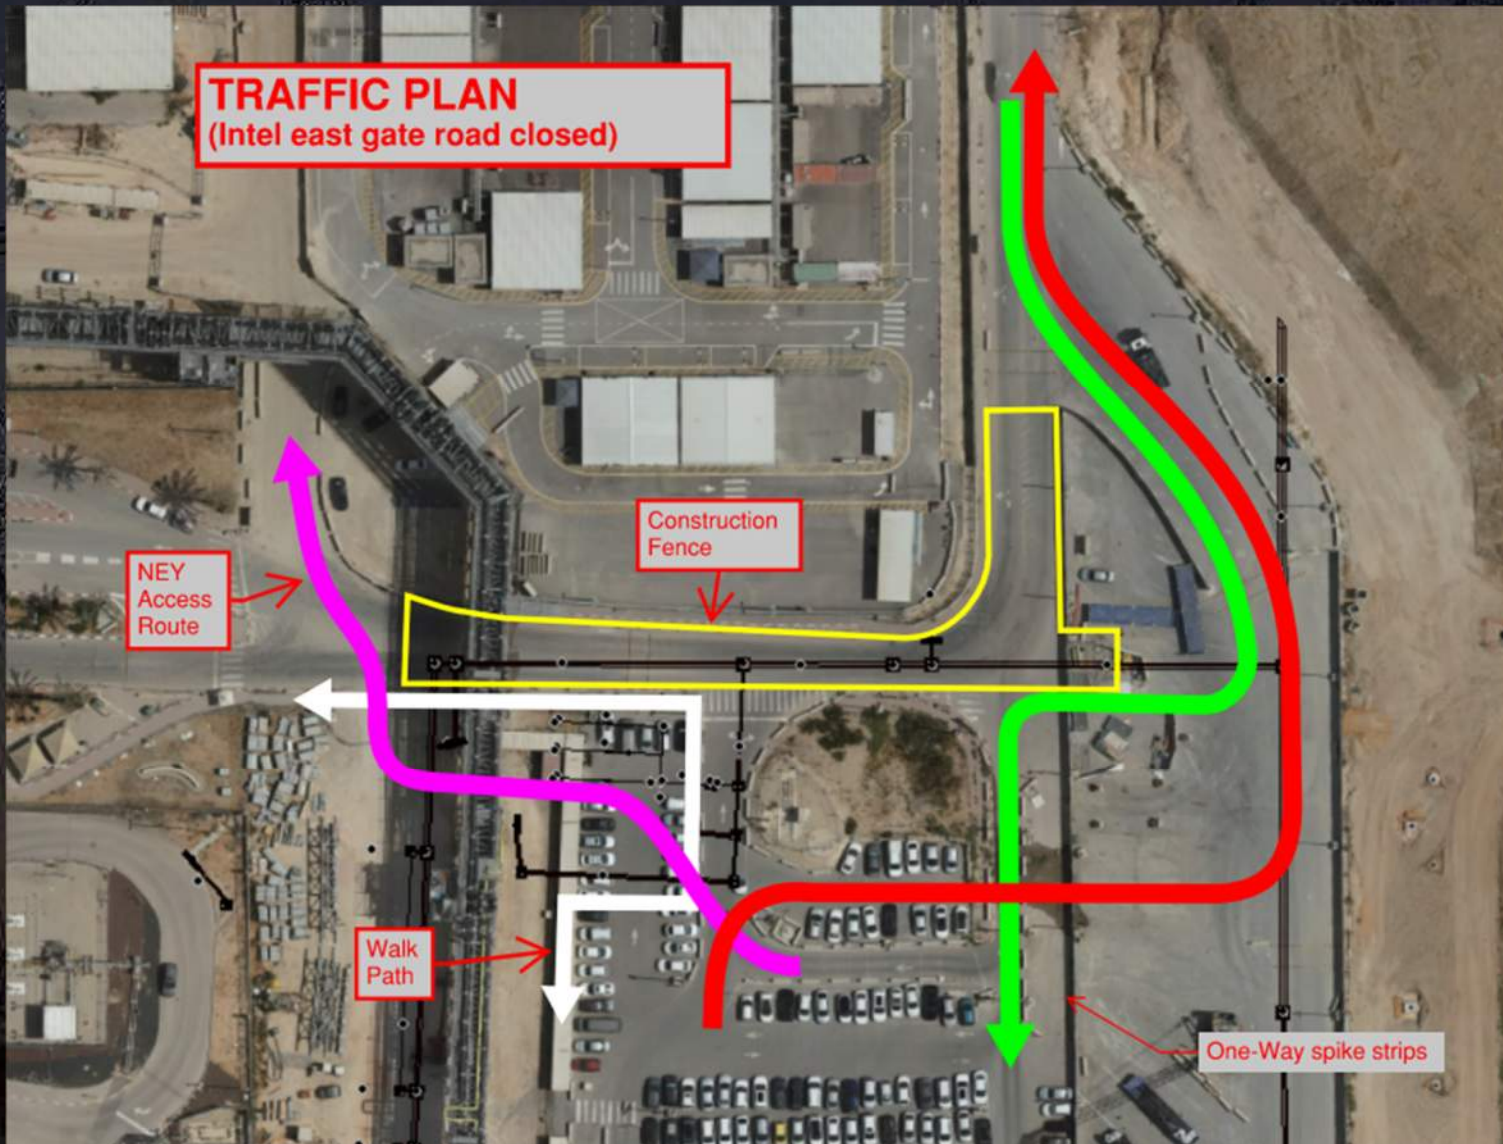 TRAFFIC PLAN
(Intel east gate road closed)
Construction
Fence
NEY
Access
Route
Walk
Path
One-Way spike strips